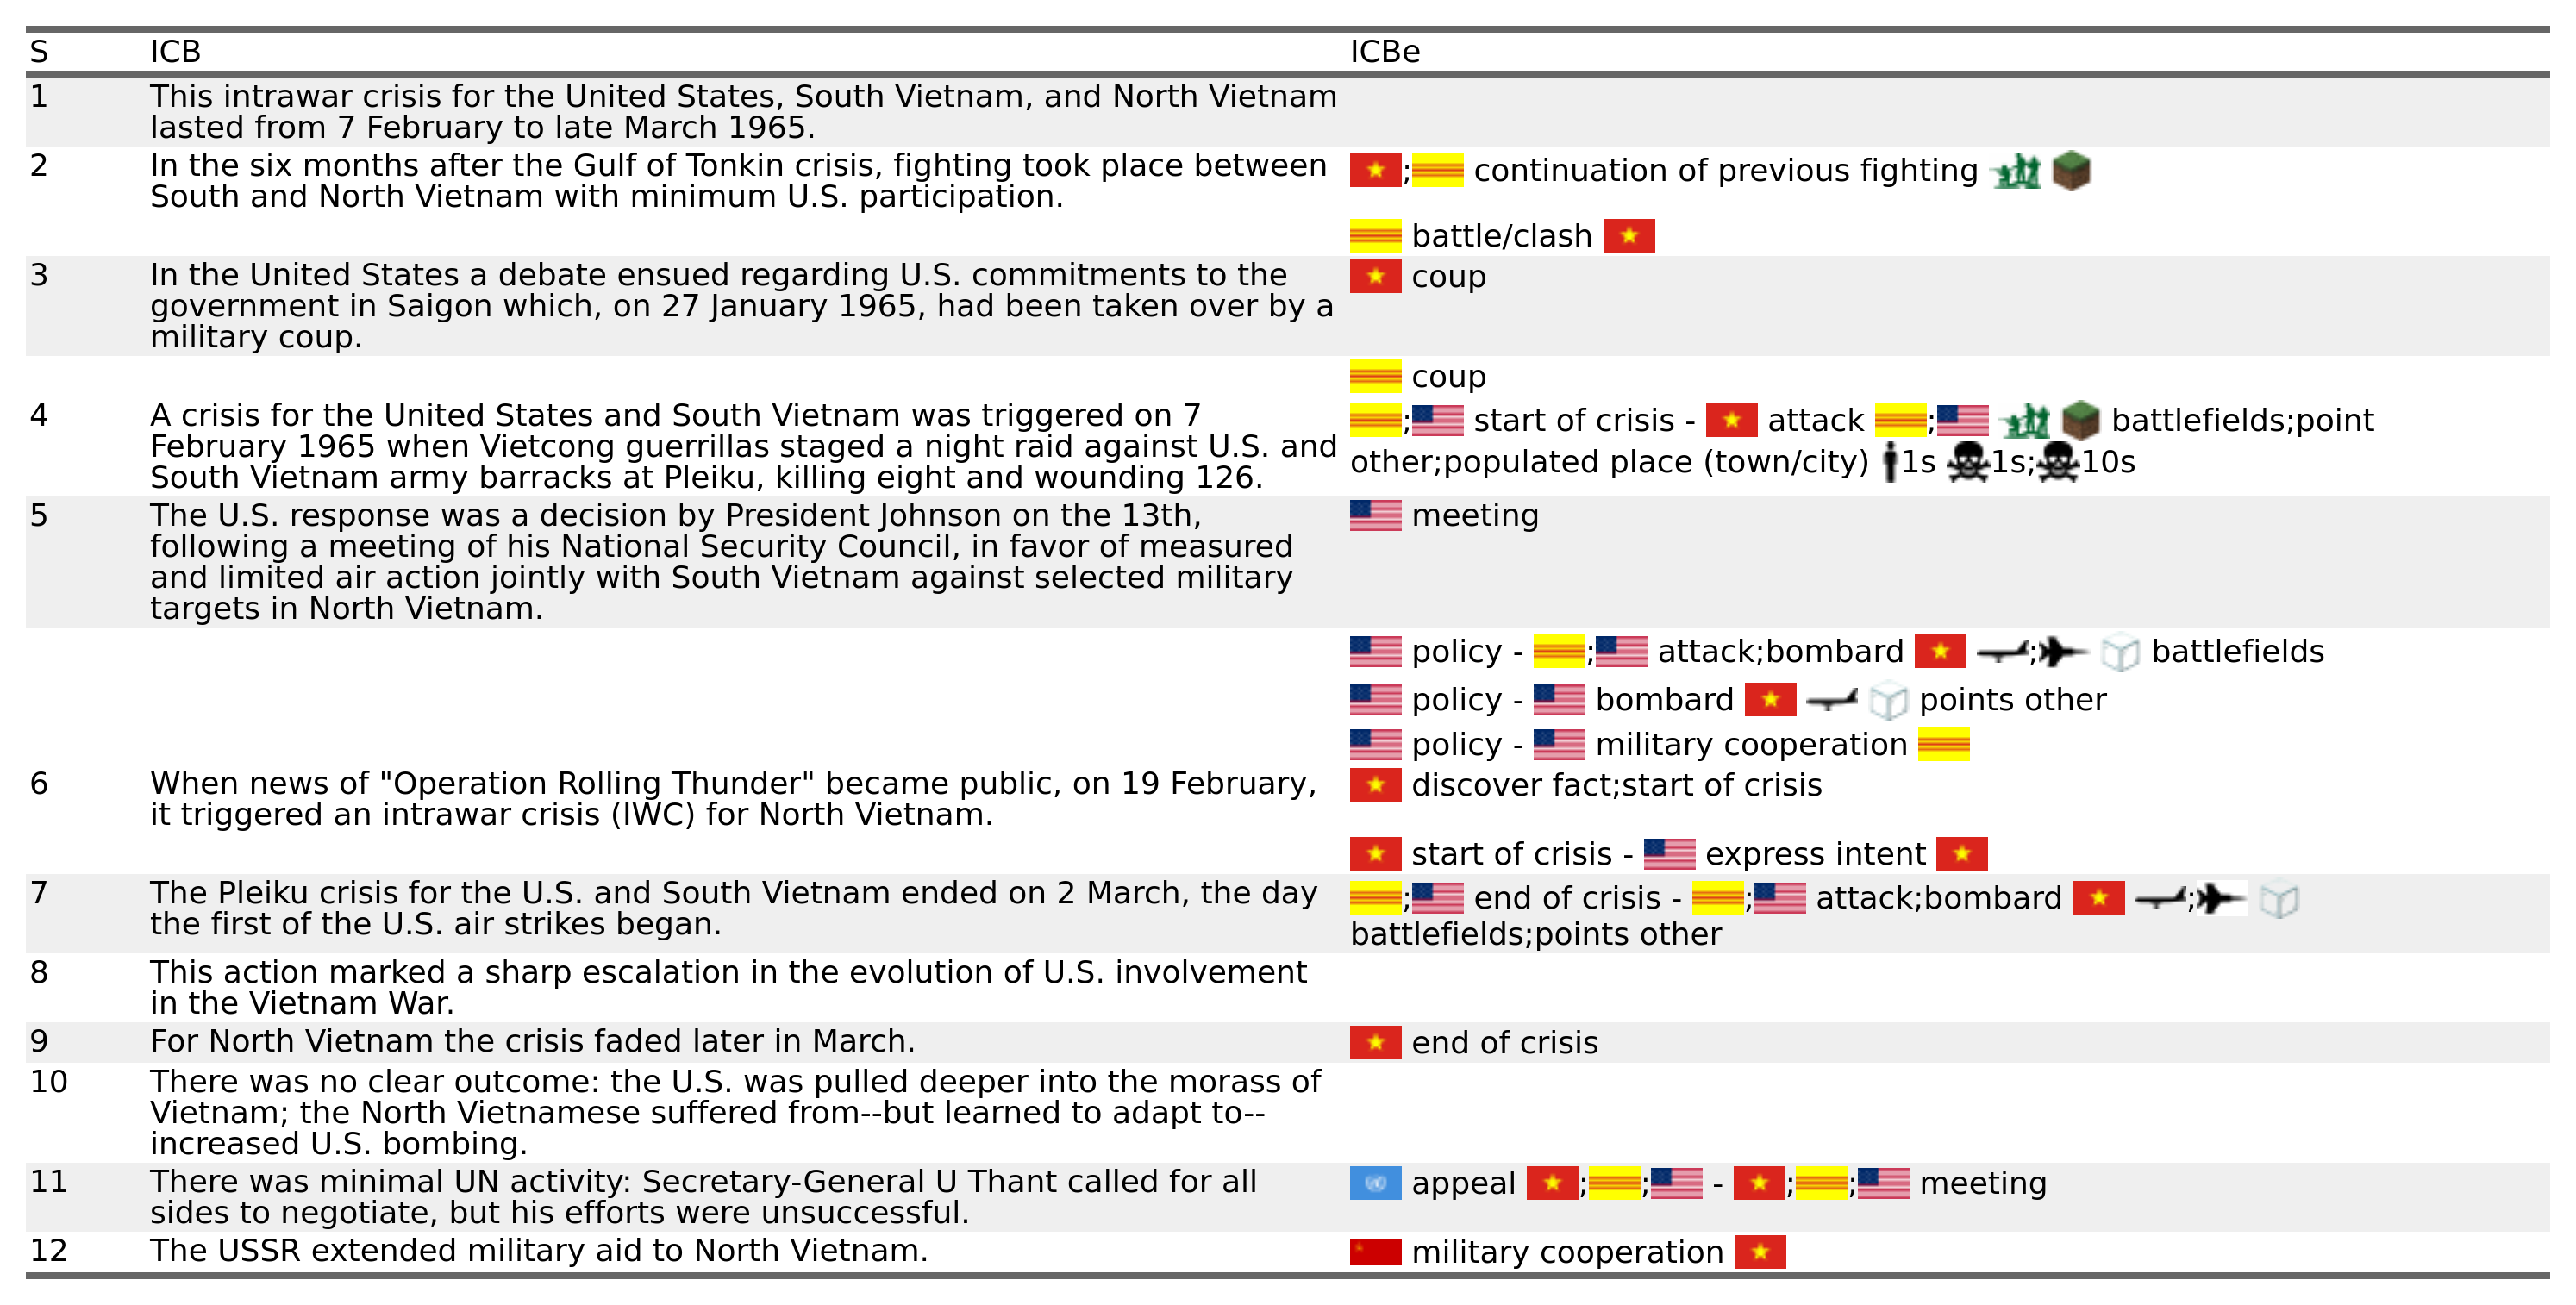 S ICB ICBe
1 This intrawar crisis for the United States, South Vietnam, and North Vietnam
lasted from 7 February to late March 1965.
2 In the six months after the Gulf of Tonkin crisis, fighting took place between
South and North Vietnam with minimum U.S. participation.
; continuation of previous fighting
battle/clash
3 In the United States a debate ensued regarding U.S. commitments to the
government in Saigon which, on 27 January 1965, had been taken over by a
military coup.
coup
coup
4 A crisis for the United States and South Vietnam was triggered on 7
February 1965 when Vietcong guerrillas staged a night raid against U.S. and
South Vietnam army barracks at Pleiku, killing eight and wounding 126.
; start of crisis - attack ; battlefields;point
other;populated place (town/city) 1s 1s; 10s
5 The U.S. response was a decision by President Johnson on the 13th,
following a meeting of his National Security Council, in favor of measured
and limited air action jointly with South Vietnam against selected military
targets in North Vietnam.
meeting
policy - ; attack;bombard ; battlefields
policy - bombard points other
policy - military cooperation
6 When news of "Operation Rolling Thunder" became public, on 19 February,
it triggered an intrawar crisis (IWC) for North Vietnam.
discover fact;start of crisis
start of crisis - express intent
7 The Pleiku crisis for the U.S. and South Vietnam ended on 2 March, the day
the first of the U.S. air strikes began.
; end of crisis - ; attack;bombard ;
battlefields;points other
8 This action marked a sharp escalation in the evolution of U.S. involvement
in the Vietnam War.
9 For North Vietnam the crisis faded later in March.
end of crisis
10 There was no clear outcome: the U.S. was pulled deeper into the morass of
Vietnam; the North Vietnamese suffered from--but learned to adapt to--
increased U.S. bombing.
11 There was minimal UN activity: Secretary-General U Thant called for all
sides to negotiate, but his efforts were unsuccessful.
appeal ; ; - ; ; meeting
12 The USSR extended military aid to North Vietnam.
military cooperation